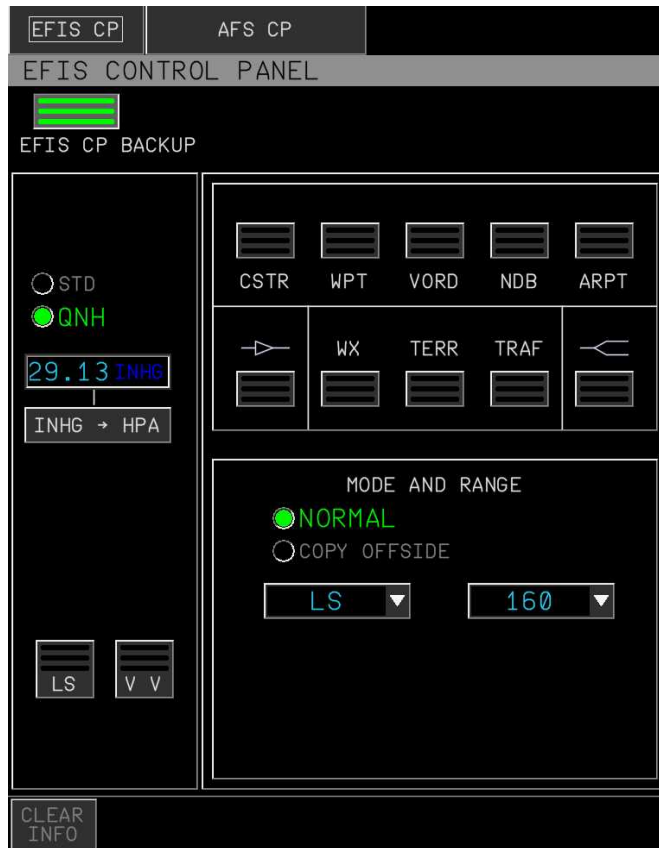 EFIS CP AFS CP
EFIS CONTROL PANEL
EFIS CP BACKUP
STD
QNH
29.13 INHG
INHG → HPA
LS V V
CSTR WPT VORD NDB ARPT
WX TERR TRAF
MODE AND RANGE
NORMAL
COPY OFFSIDE
LS 160
CLEAR
INFO